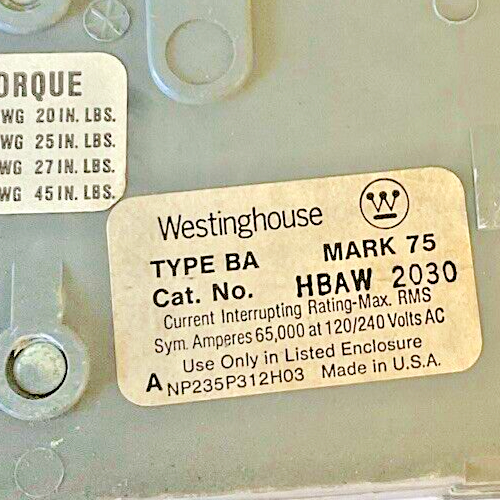 ORQUE
WG 20 IN. LBS.
WG 25 IN. LBS.
WG 27 IN. LBS.
WG 45 IN. LBS.
Westinghouse W
TYPE BA MARK 75
Cat. No. HBAW 2030
Current Interrupting Rating-Max. RMS
Sym. Amperes 65,000 at 120/240 Volts AC
Use Only in Listed Enclosure
A NP235P312H03 Made in U.S.A.